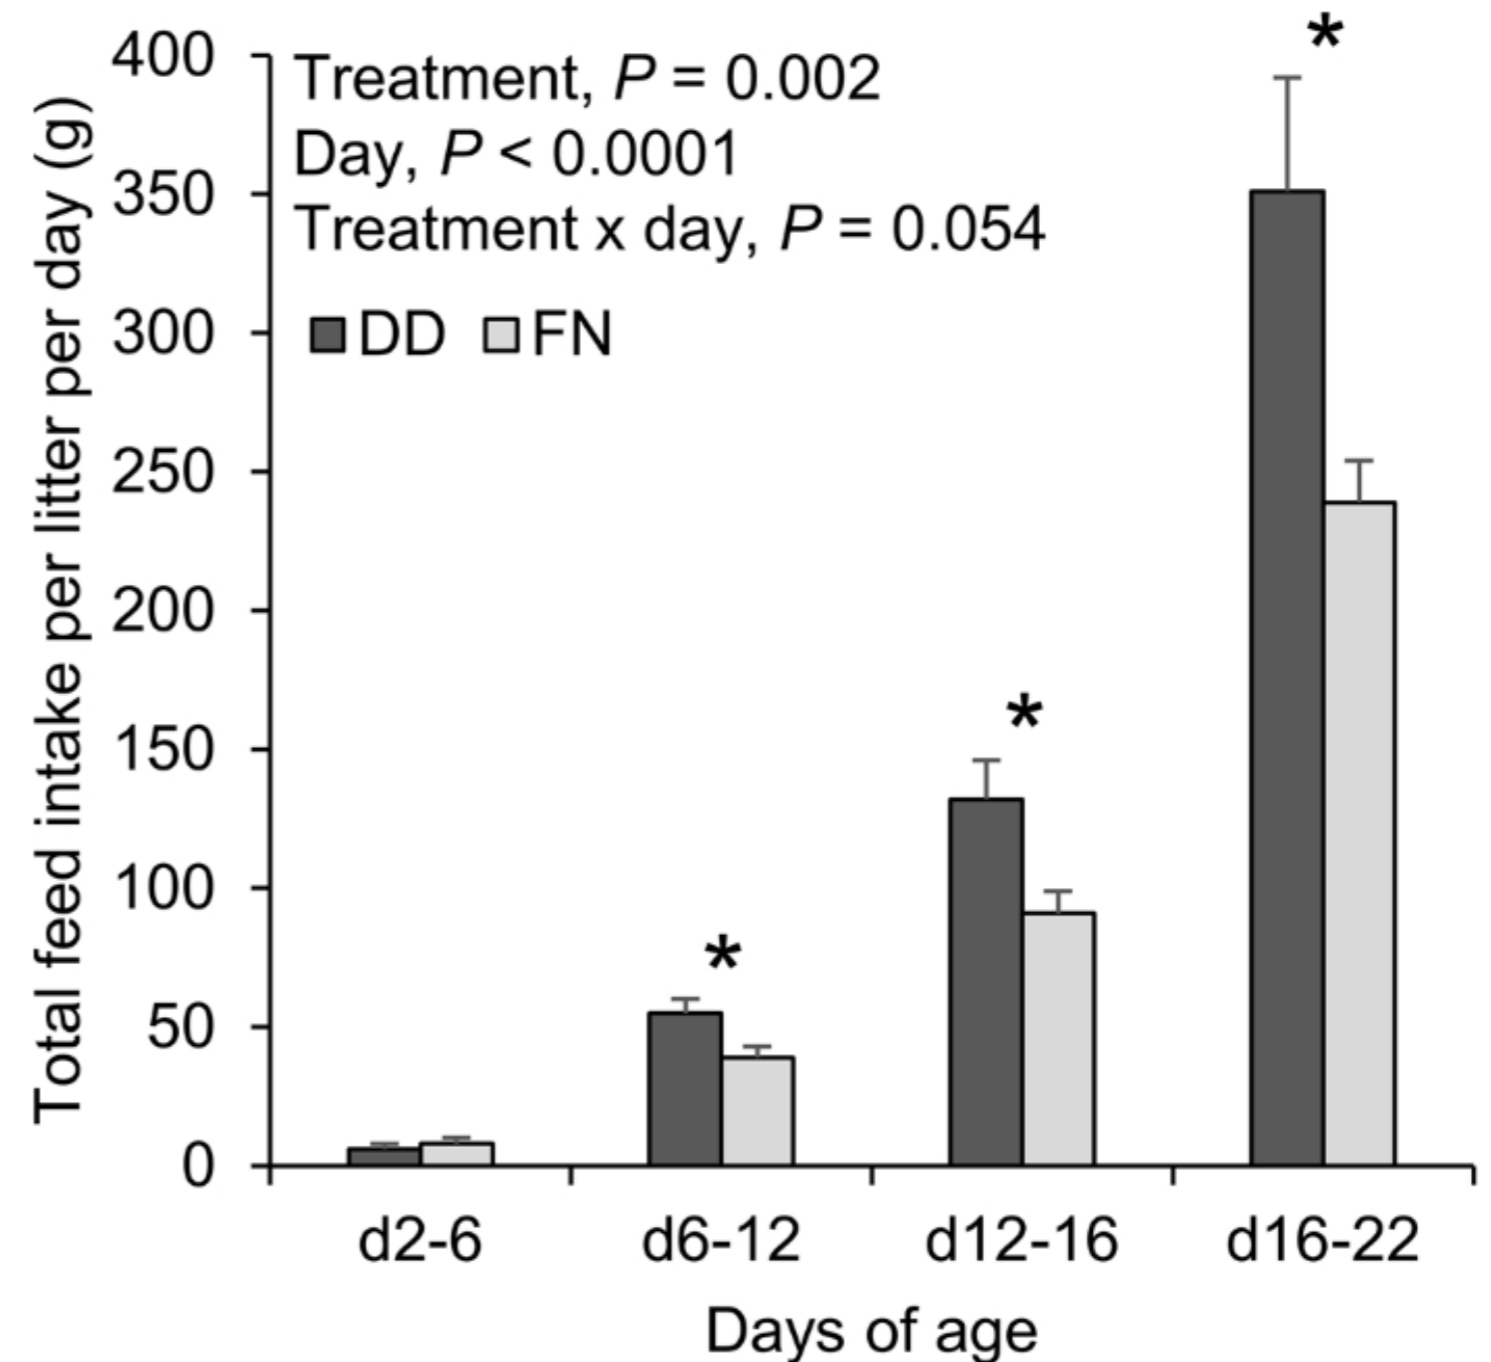 Total feed intake per litter per day (g)
400
350
300
250
200
150
100
50
0
Treatment, P = 0.002
Day, P < 0.0001
Treatment x day, P = 0.054
DD FN
*
*
*
d2-6 d6-12 d12-16 d16-22
Days of age